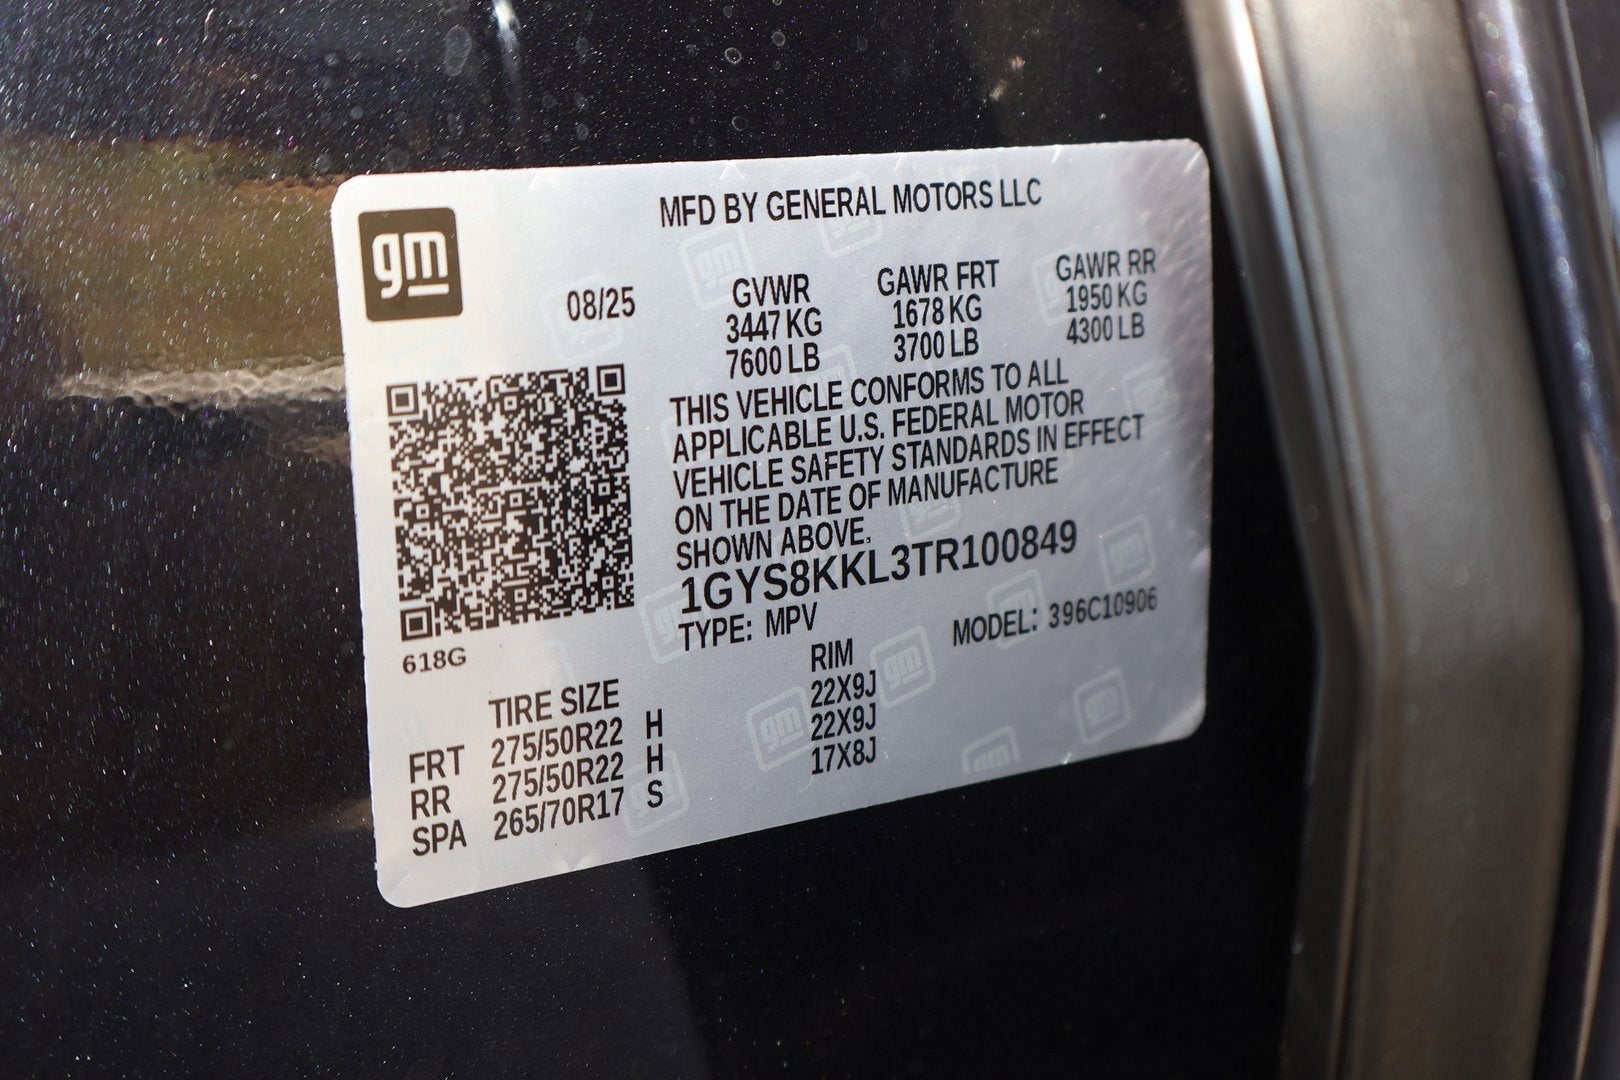 gm
MFD BY GENERAL MOTORS LLC
08/25
GVWR GAWR FRT GAWR RR
3447 KG 1678 KG 1950 KG
7600 LB 3700 LB 4300 LB
THIS VEHICLE CONFORMS TO ALL
APPLICABLE U.S. FEDERAL MOTOR
VEHICLE SAFETY STANDARDS IN EFFECT
ON THE DATE OF MANUFACTURE
SHOWN ABOVE.
1GYS8KKL3TR100849
TYPE: MPV MODEL: 396C10906
618G
TIRE SIZE RIM
FRT 275/50R22 H 22X9J
RR 275/50R22 H 22X9J
SPA 265/70R17 S 17X8J